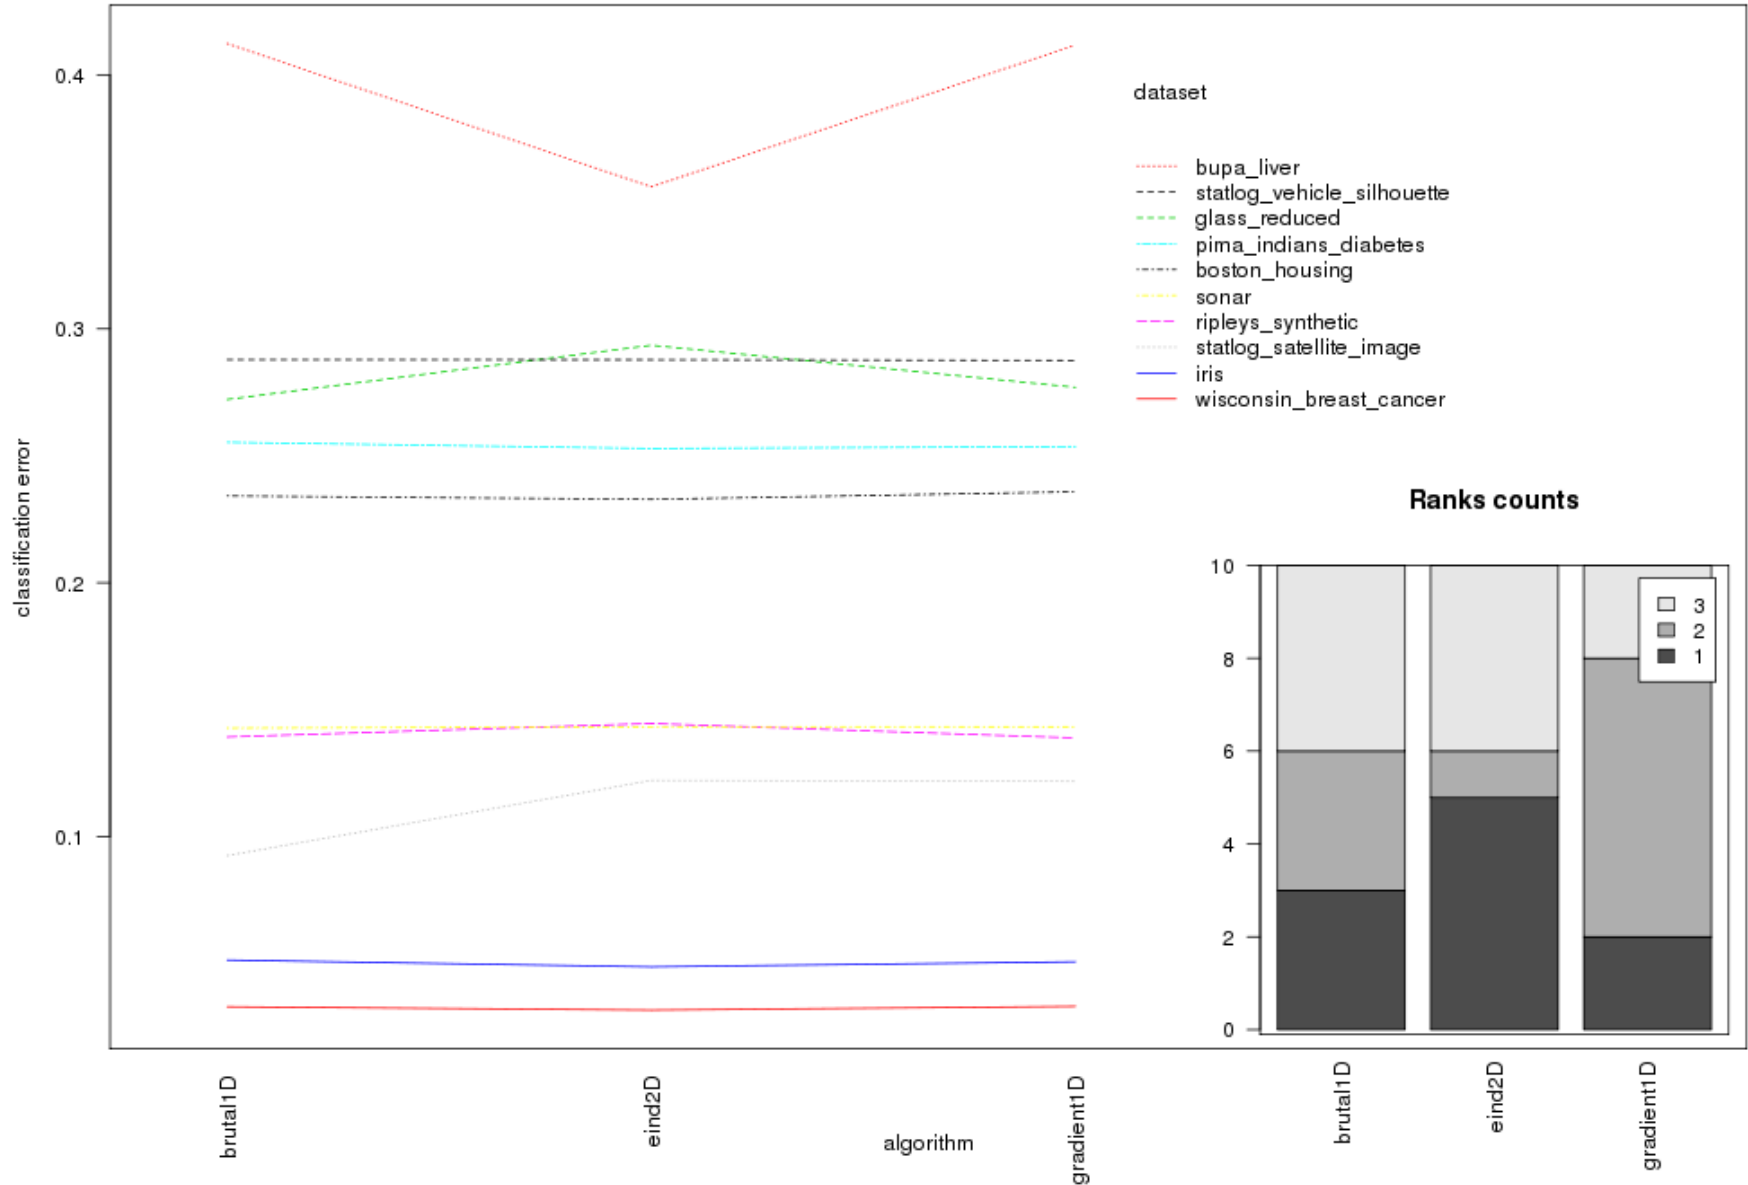 0.4
0.3
0.2
0.1
classification error
brutal1D
eind2D
gradient1D
algorithm
dataset
bupa_liver
statlog_vehicle_silhouette
glass_reduced
pima_indians_diabetes
boston_housing
sonar
ripleys_synthetic
statlog_satellite_image
iris
wisconsin_breast_cancer
Ranks counts
10
8
6
4
2
0
3
2
1
brutal1D
eind2D
gradient1D